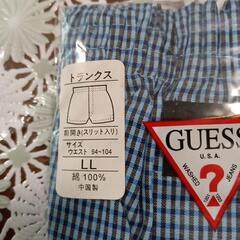 トランクス
前開き(スリット入り)
サイズ
ウエスト 94~104
LL
綿 100%
中国製
GUESS
U.S.A.
WASHED
?
JEANS